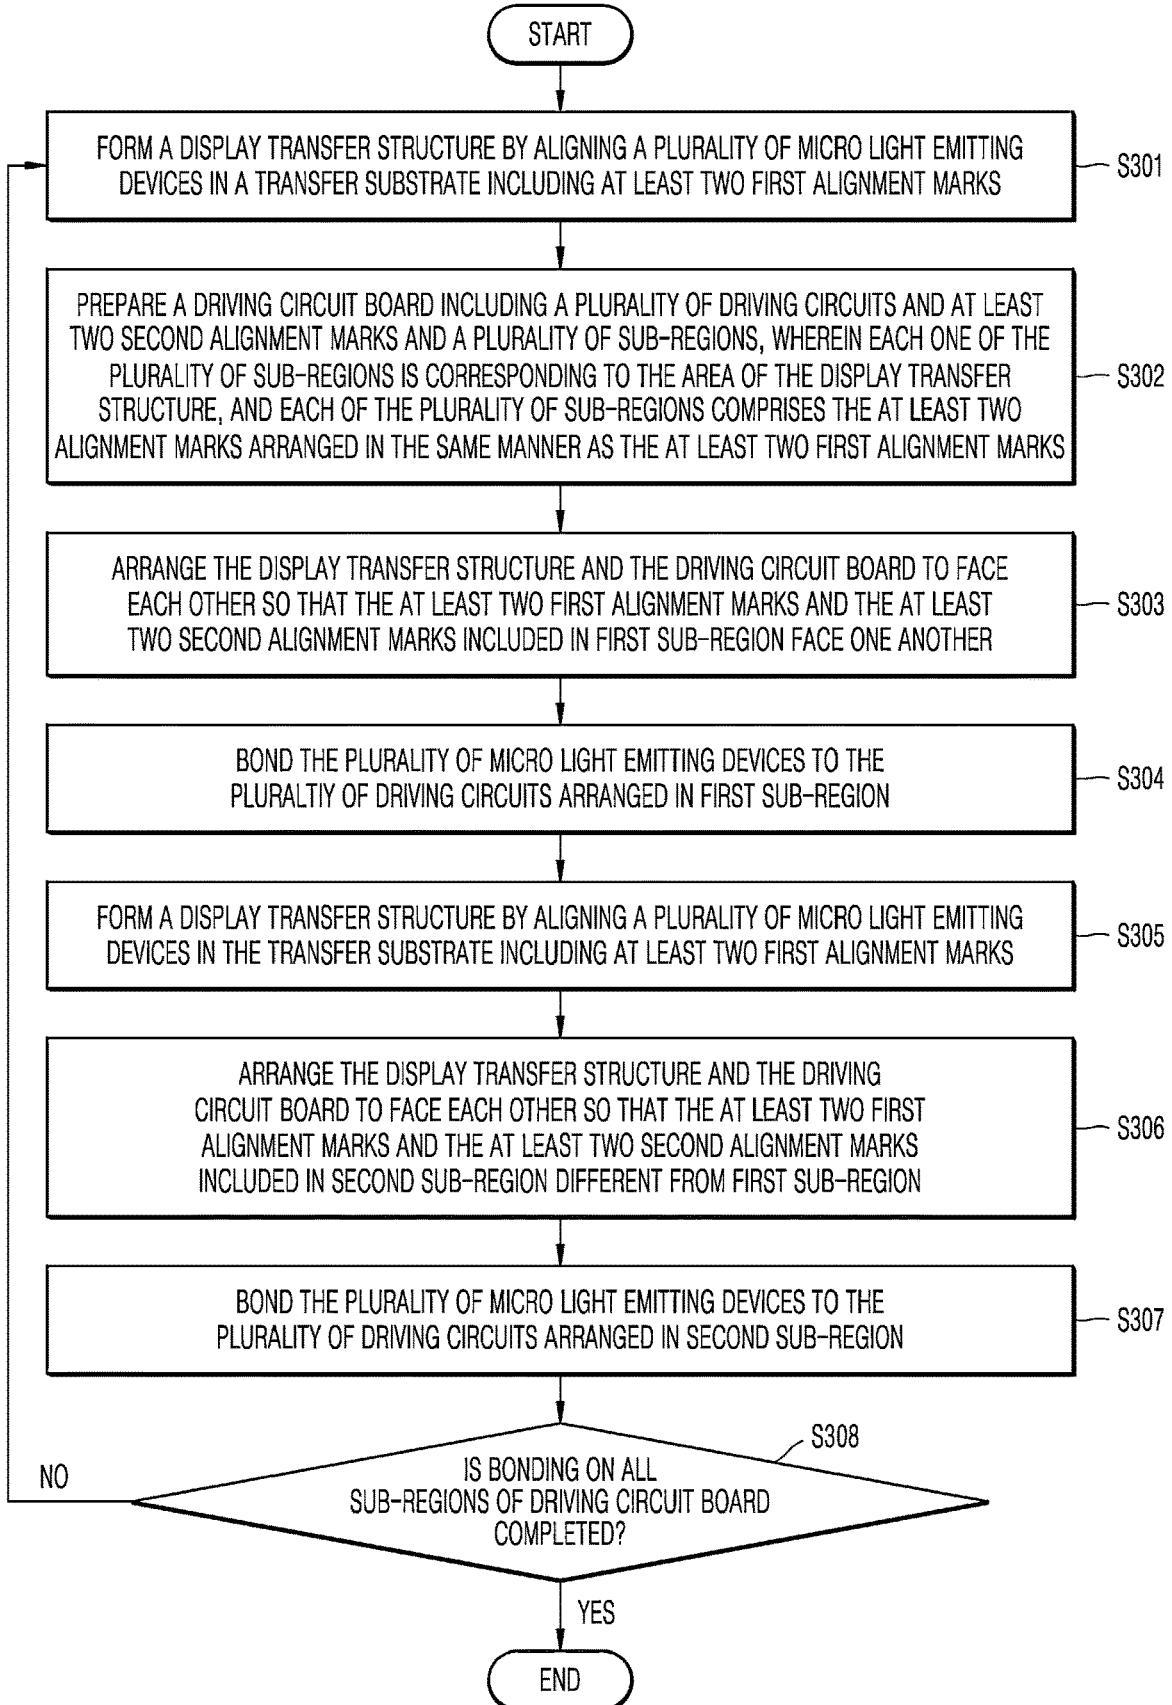 START
FORM A DISPLAY TRANSFER STRUCTURE BY ALIGNING A PLURALITY OF MICRO LIGHT EMITTING
DEVICES IN A TRANSFER SUBSTRATE INCLUDING AT LEAST TWO FIRST ALIGNMENT MARKS
S301
PREPARE A DRIVING CIRCUIT BOARD INCLUDING A PLURALITY OF DRIVING CIRCUITS AND AT LEAST
TWO SECOND ALIGNMENT MARKS AND A PLURALITY OF SUB-REGIONS, WHEREIN EACH ONE OF THE
PLURALITY OF SUB-REGIONS IS CORRESPONDING TO THE AREA OF THE DISPLAY TRANSFER
STRUCTURE, AND EACH OF THE PLURALITY OF SUB-REGIONS COMPRISES THE AT LEAST TWO
ALIGNMENT MARKS ARRANGED IN THE SAME MANNER AS THE AT LEAST TWO FIRST ALIGNMENT MARKS
S302
ARRANGE THE DISPLAY TRANSFER STRUCTURE AND THE DRIVING CIRCUIT BOARD TO FACE
EACH OTHER SO THAT THE AT LEAST TWO FIRST ALIGNMENT MARKS AND THE AT LEAST
TWO SECOND ALIGNMENT MARKS INCLUDED IN FIRST SUB-REGION FACE ONE ANOTHER
S303
BOND THE PLURALITY OF MICRO LIGHT EMITTING DEVICES TO THE
PLURALTIY OF DRIVING CIRCUITS ARRANGED IN FIRST SUB-REGION
S304
FORM A DISPLAY TRANSFER STRUCTURE BY ALIGNING A PLURALITY OF MICRO LIGHT EMITTING
DEVICES IN THE TRANSFER SUBSTRATE INCLUDING AT LEAST TWO FIRST ALIGNMENT MARKS
S305
ARRANGE THE DISPLAY TRANSFER STRUCTURE AND THE DRIVING
CIRCUIT BOARD TO FACE EACH OTHER SO THAT THE AT LEAST TWO FIRST
ALIGNMENT MARKS AND THE AT LEAST TWO SECOND ALIGNMENT MARKS
INCLUDED IN SECOND SUB-REGION DIFFERENT FROM FIRST SUB-REGION
S306
BOND THE PLURALITY OF MICRO LIGHT EMITTING DEVICES TO THE
PLURALITY OF DRIVING CIRCUITS ARRANGED IN SECOND SUB-REGION
S307
S308
IS BONDING ON ALL
SUB-REGIONS OF DRIVING CIRCUIT BOARD
COMPLETED?
NO
YES
END